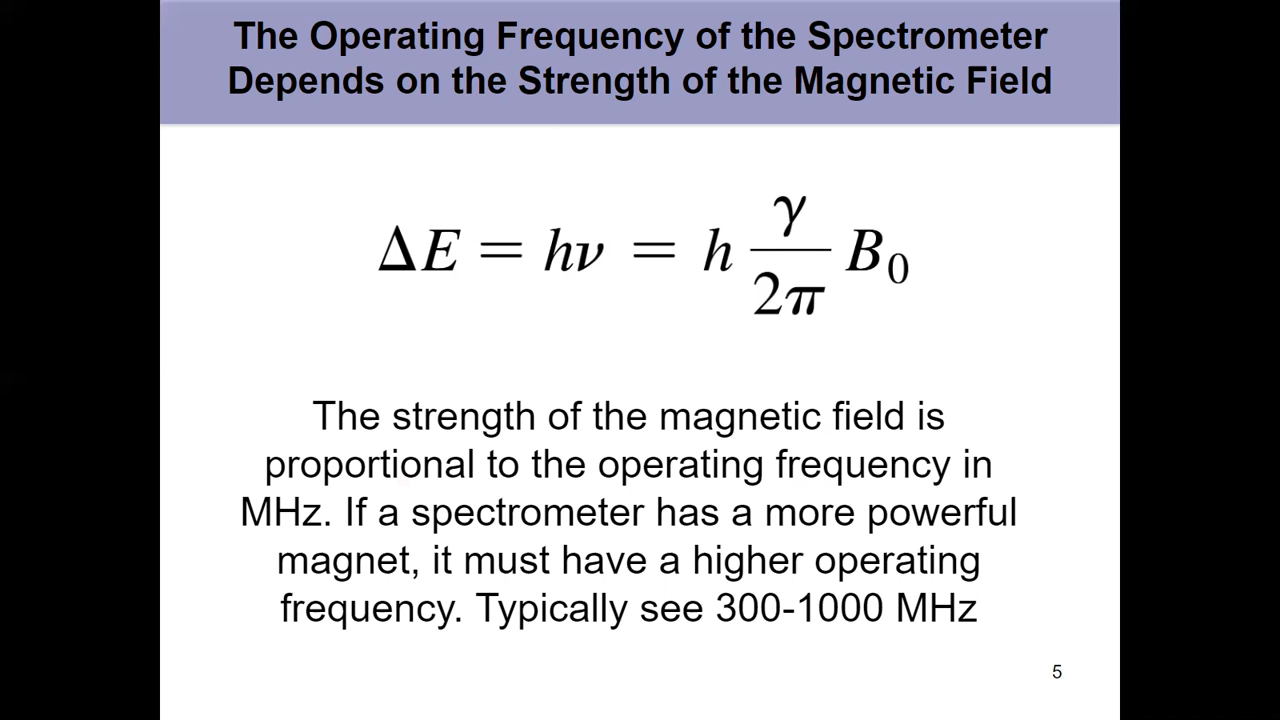 The Operating Frequency of the Spectrometer
Depends on the Strength of the Magnetic Field
ΔE = hν = h γ/2π B₀
The strength of the magnetic field is
proportional to the operating frequency in
MHz. If a spectrometer has a more powerful
magnet, it must have a higher operating
frequency. Typically see 300-1000 MHz
5